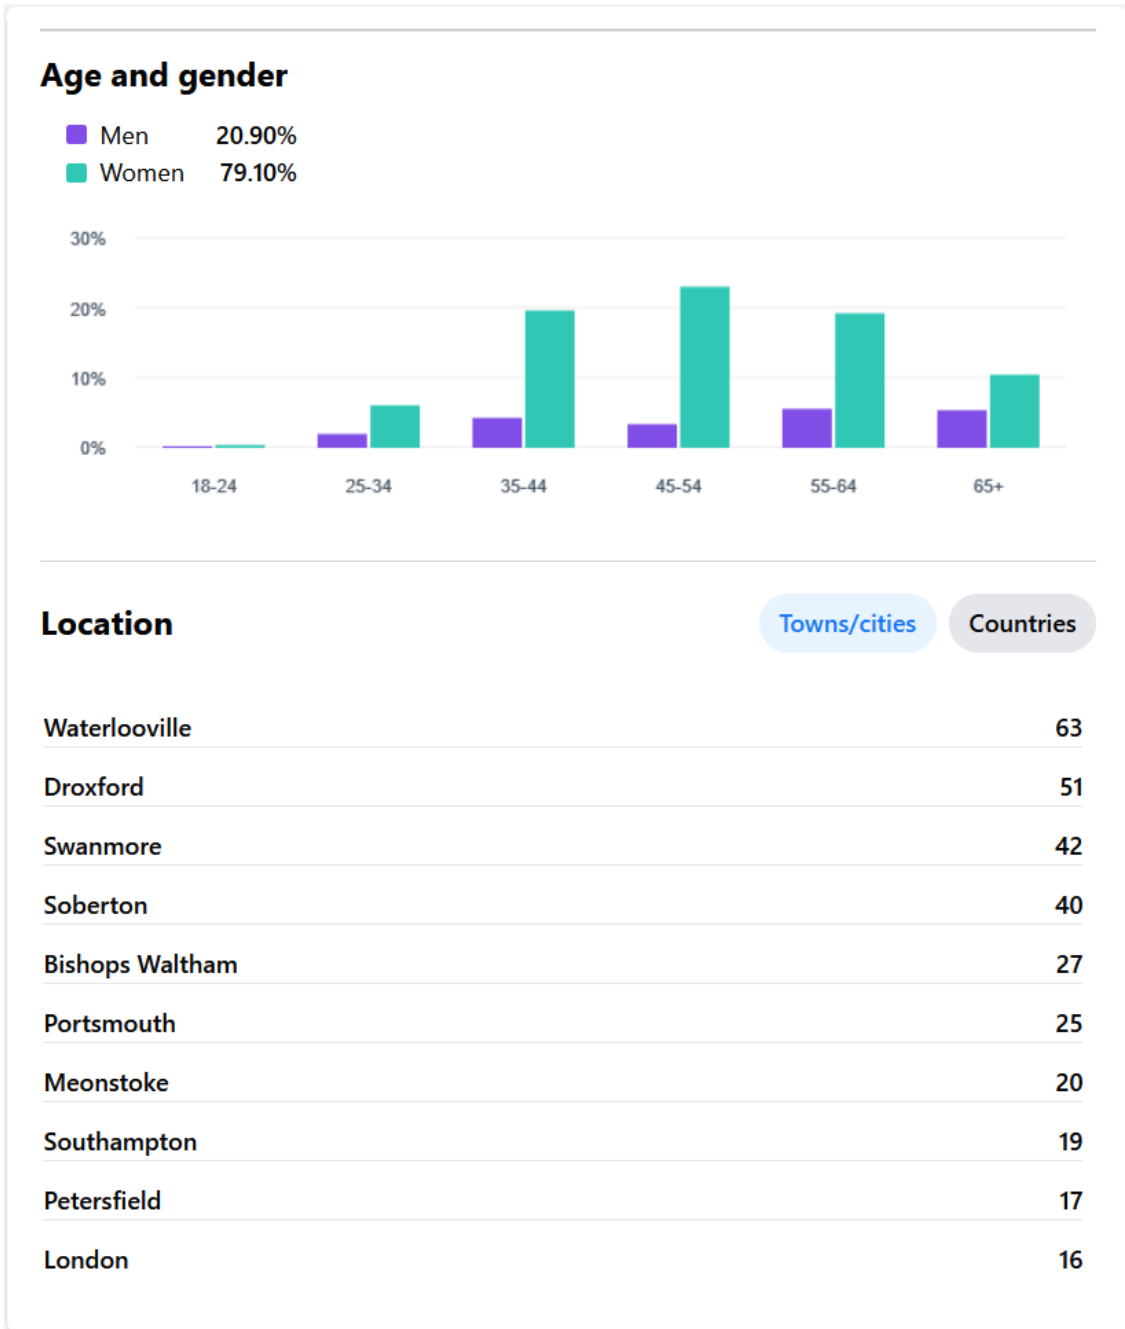 Age and gender
Men 20.90%
Women 79.10%
30%
20%
10%
0%
18-24 25-34 35-44 45-54 55-64 65+
Location Towns/cities Countries
Waterlooville 63
Droxford 51
Swanmore 42
Soberton 40
Bishops Waltham 27
Portsmouth 25
Meonstoke 20
Southampton 19
Petersfield 17
London 16